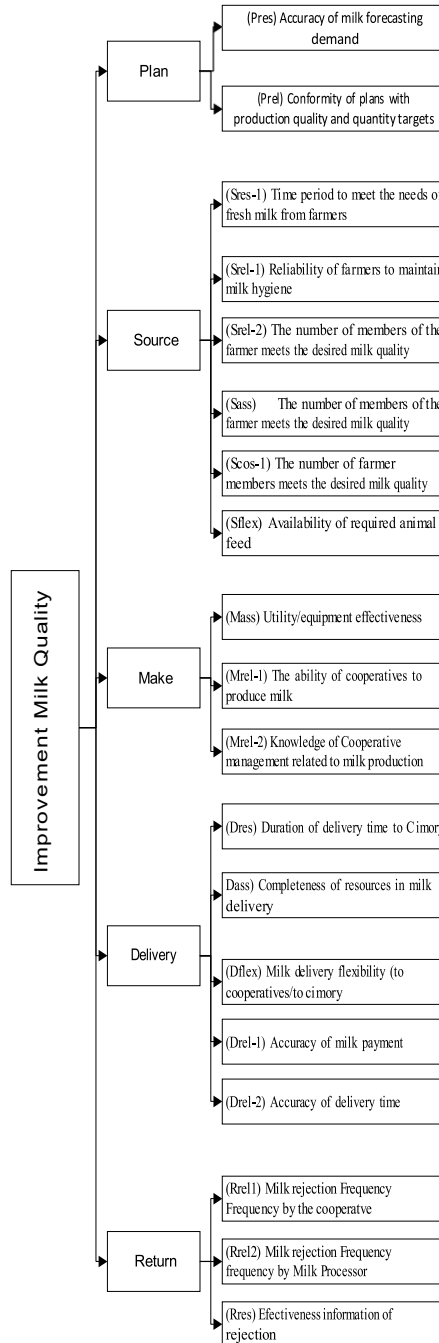 (Pres) Accuracy of milk forecasting
demand
Plan
(Prel) Conformity of plans with
production quality and quantity targets
(Sres-1) Time period to meet the needs o
fresh milk from farmers
(Srel-1) Reliability of farmers to maintain
milk hygiene
Source
(Srel-2) The number of members of the
farmer meets the desired milk quality
(Sass) The number of members of the
farmer meets the desired milk quality
(Scos-1) The number of farmer
members meets the desired milk quality
(Sflex) Availability of required animal
feed
Improvement Milk Quality
(Mass) Utility/equipment effectiveness
Make
(Mrel-1) The ability of cooperatives to
produce milk
(Mrel-2) Knowledge of Cooperative
management related to milk production
(Dres) Duration of delivery time to Cimory
Dass) Completeness of resources in milk
delivery
Delivery
(Dflex) Milk delivery flexibility (to
cooperatives/to cimory
(Drel-1) Accuracy of milk payment
(Drel-2) Accuracy of delivery time
(Rrel1) Milk rejection Frequency
Frequency by the cooperatve
Return
(Rrel2) Milk rejection Frequency
frequency by Milk Processor
(Rres) Efectiveness information of
rejection